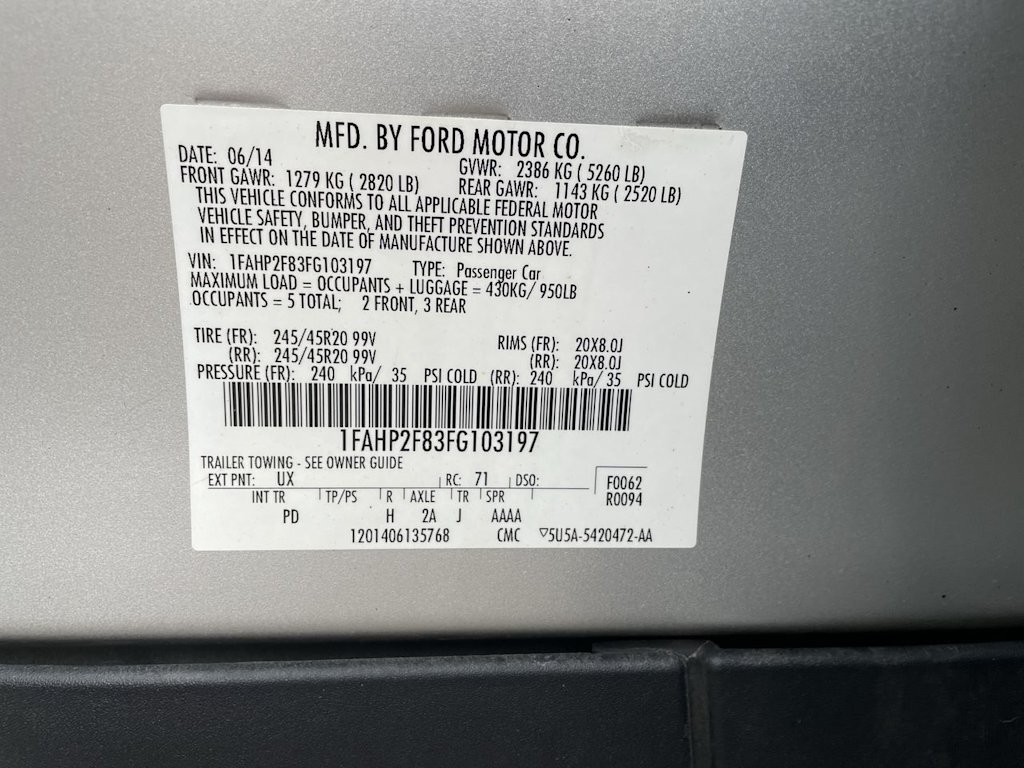 MFD. BY FORD MOTOR CO.
DATE: 06/14 GVWR: 2386 KG ( 5260 LB)
FRONT GAWR: 1279 KG ( 2820 LB) REAR GAWR: 1143 KG ( 2520 LB)
THIS VEHICLE CONFORMS TO ALL APPLICABLE FEDERAL MOTOR
VEHICLE SAFETY, BUMPER, AND THEFT PREVENTION STANDARDS
IN EFFECT ON THE DATE OF MANUFACTURE SHOWN ABOVE.
VIN: 1FAHP2F83FG103197 TYPE: Passenger Car
MAXIMUM LOAD = OCCUPANTS + LUGGAGE = 430KG/ 950LB
OCCUPANTS = 5 TOTAL; 2 FRONT, 3 REAR
TIRE (FR): 245/45R20 99V RIMS (FR): 20X8.0J
(RR): 245/45R20 99V (RR): 20X8.0J
PRESSURE (FR): 240 kPa/ 35 PSI COLD (RR): 240 kPa/ 35 PSI COLD
1FAHP2F83FG103197
TRAILER TOWING - SEE OWNER GUIDE
EXT PNT: UX RC: 71 DSO: F0062
INT TR TP/PS R AXLE TR SPR R0094
PD H 2A J AAAA
1201406135768 CMC ▽5U5A-5420472-AA